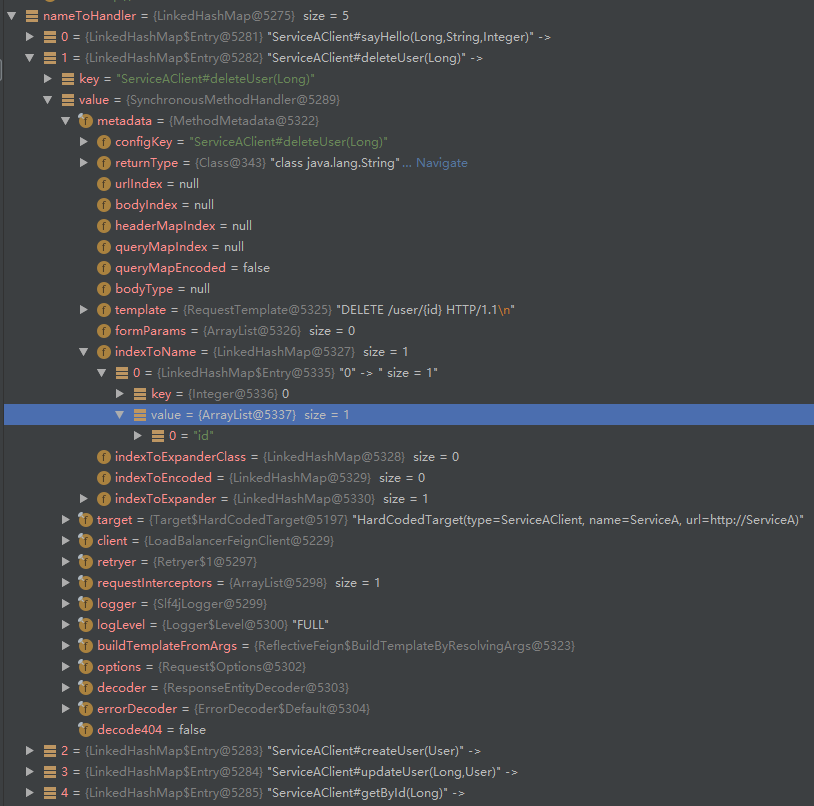 nameToHandler = {LinkedHashMap@5275} size = 5
0 = {LinkedHashMap$Entry@5281} "ServiceAClient#sayHello(Long,String,Integer)" ->
1 = {LinkedHashMap$Entry@5282} "ServiceAClient#deleteUser(Long)" ->
key = "ServiceAClient#deleteUser(Long)"
value = {SynchronousMethodHandler@5289}
metadata = {MethodMetadata@5322}
configKey = "ServiceAClient#deleteUser(Long)"
returnType = {Class@343} "class java.lang.String"... Navigate
urlIndex = null
bodyIndex = null
headerMapIndex = null
queryMapIndex = null
queryMapEncoded = false
bodyType = null
template = {RequestTemplate@5325} "DELETE /user/{id} HTTP/1.1\n"
formParams = {ArrayList@5326} size = 0
indexToName = {LinkedHashMap@5327} size = 1
0 = {LinkedHashMap$Entry@5335} "0" -> " size = 1"
key = {Integer@5336} 0
value = {ArrayList@5337} size = 1
0 = "id"
indexToExpanderClass = {LinkedHashMap@5328} size = 0
indexToEncoded = {LinkedHashMap@5329} size = 0
indexToExpander = {LinkedHashMap@5330} size = 1
target = {Target$HardCodedTarget@5197} "HardCodedTarget(type=ServiceAClient, name=ServiceA, url=http://ServiceA)"
client = {LoadBalancerFeignClient@5229}
retryer = {Retryer$1@5297}
requestInterceptors = {ArrayList@5298} size = 1
logger = {Slf4jLogger@5299}
logLevel = {Logger$Level@5300} "FULL"
buildTemplateFromArgs = {ReflectiveFeign$BuildTemplateByResolvingArgs@5323}
options = {Request$Options@5302}
decoder = {ResponseEntityDecoder@5303}
errorDecoder = {ErrorDecoder$Default@5304}
decode404 = false
2 = {LinkedHashMap$Entry@5283} "ServiceAClient#createUser(User)" ->
3 = {LinkedHashMap$Entry@5284} "ServiceAClient#updateUser(Long,User)" ->
4 = {LinkedHashMap$Entry@5285} "ServiceAClient#getById(Long)" ->